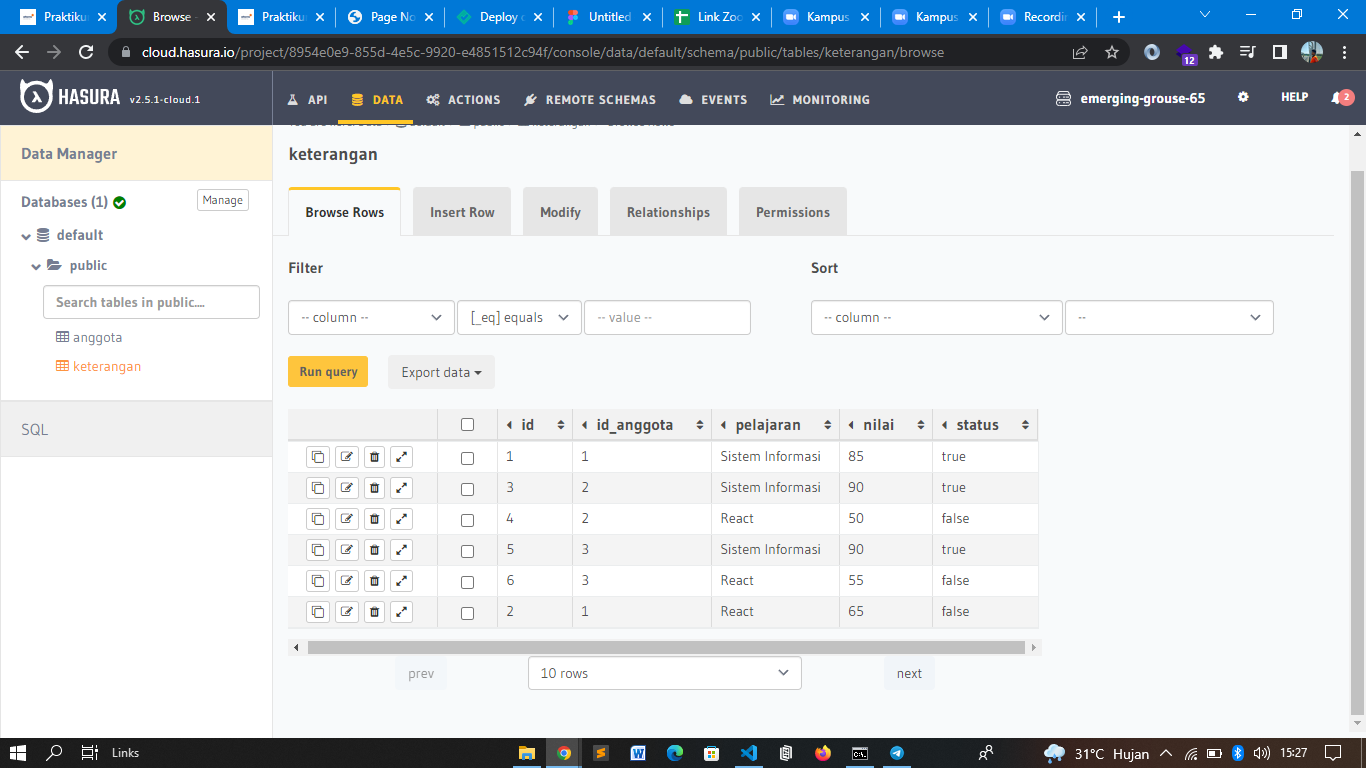 Praktiku
Browse -
Praktiku
Page No
Deploy
Untitled
Link Zoo
Kampus
Kampus
Recordin
cloud.hasura.io/project/8954e0e9-855d-4e5c-9920-e4851512c94f/console/data/default/schema/public/tables/keterangan/browse
12
HASURA v2.5.1-cloud.1
API
DATA
ACTIONS
REMOTE SCHEMAS
EVENTS
MONITORING
emerging-grouse-65
HELP
2
Data Manager
Databases (1)
Manage
default
public
Search tables in public....
anggota
keterangan
SQL
keterangan
Browse Rows
Insert Row
Modify
Relationships
Permissions
Filter
Sort
-- column --
[_eq] equals
-- value --
-- column --
--
Run query
Export data
id id_anggota pelajaran nilai status
1 1 Sistem Informasi 85 true
3 2 Sistem Informasi 90 true
4 2 React 50 false
5 3 Sistem Informasi 90 true
6 3 React 55 false
2 1 React 65 false
prev
10 rows
next
Links
31°C Hujan
15:27